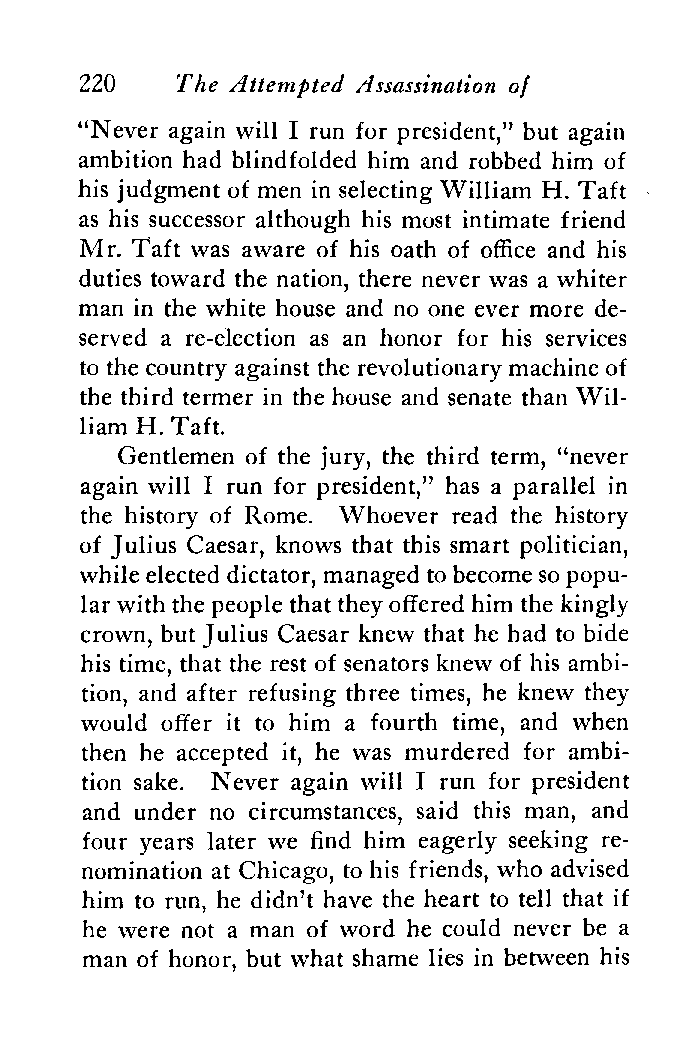 220 The Attempted Assassination of
“Never again will I run for president,” but again
ambition had blindfolded him and robbed him of
his judgment of men in selecting William H. Taft
as his successor although his most intimate friend
Mr. Taft was aware of his oath of office and his
duties toward the nation, there never was a whiter
man in the white house and no one ever more de-
served a re-election as an honor for his services
to the country against the revolutionary machine of
the third termer in the house and senate than Wil-
liam H. Taft.
Gentlemen of the jury, the third term, “never
again will I run for president,” has a parallel in
the history of Rome. Whoever read the history
of Julius Caesar, knows that this smart politician,
while elected dictator, managed to become so popu-
lar with the people that they offered him the kingly
crown, but Julius Caesar knew that he had to bide
his time, that the rest of senators knew of his ambi-
tion, and after refusing three times, he knew they
would offer it to him a fourth time, and when
then he accepted it, he was murdered for ambi-
tion sake. Never again will I run for president
and under no circumstances, said this man, and
four years later we find him eagerly seeking re-
nomination at Chicago, to his friends, who advised
him to run, he didn’t have the heart to tell that if
he were not a man of word he could never be a
man of honor, but what shame lies in between his